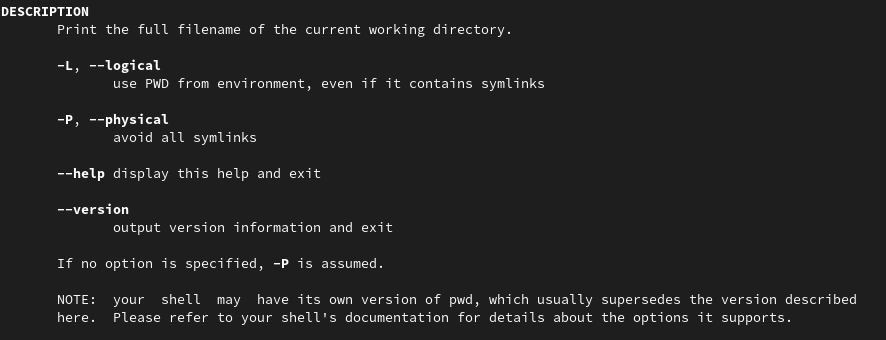 DESCRIPTION
Print the full filename of the current working directory.
-L, --logical
use PWD from environment, even if it contains symlinks
-P, --physical
avoid all symlinks
--help display this help and exit
--version
output version information and exit
If no option is specified, -P is assumed.
NOTE:  your  shell  may  have its own version of pwd, which usually supersedes the version described
here.  Please refer to your shell's documentation for details about the options it supports.